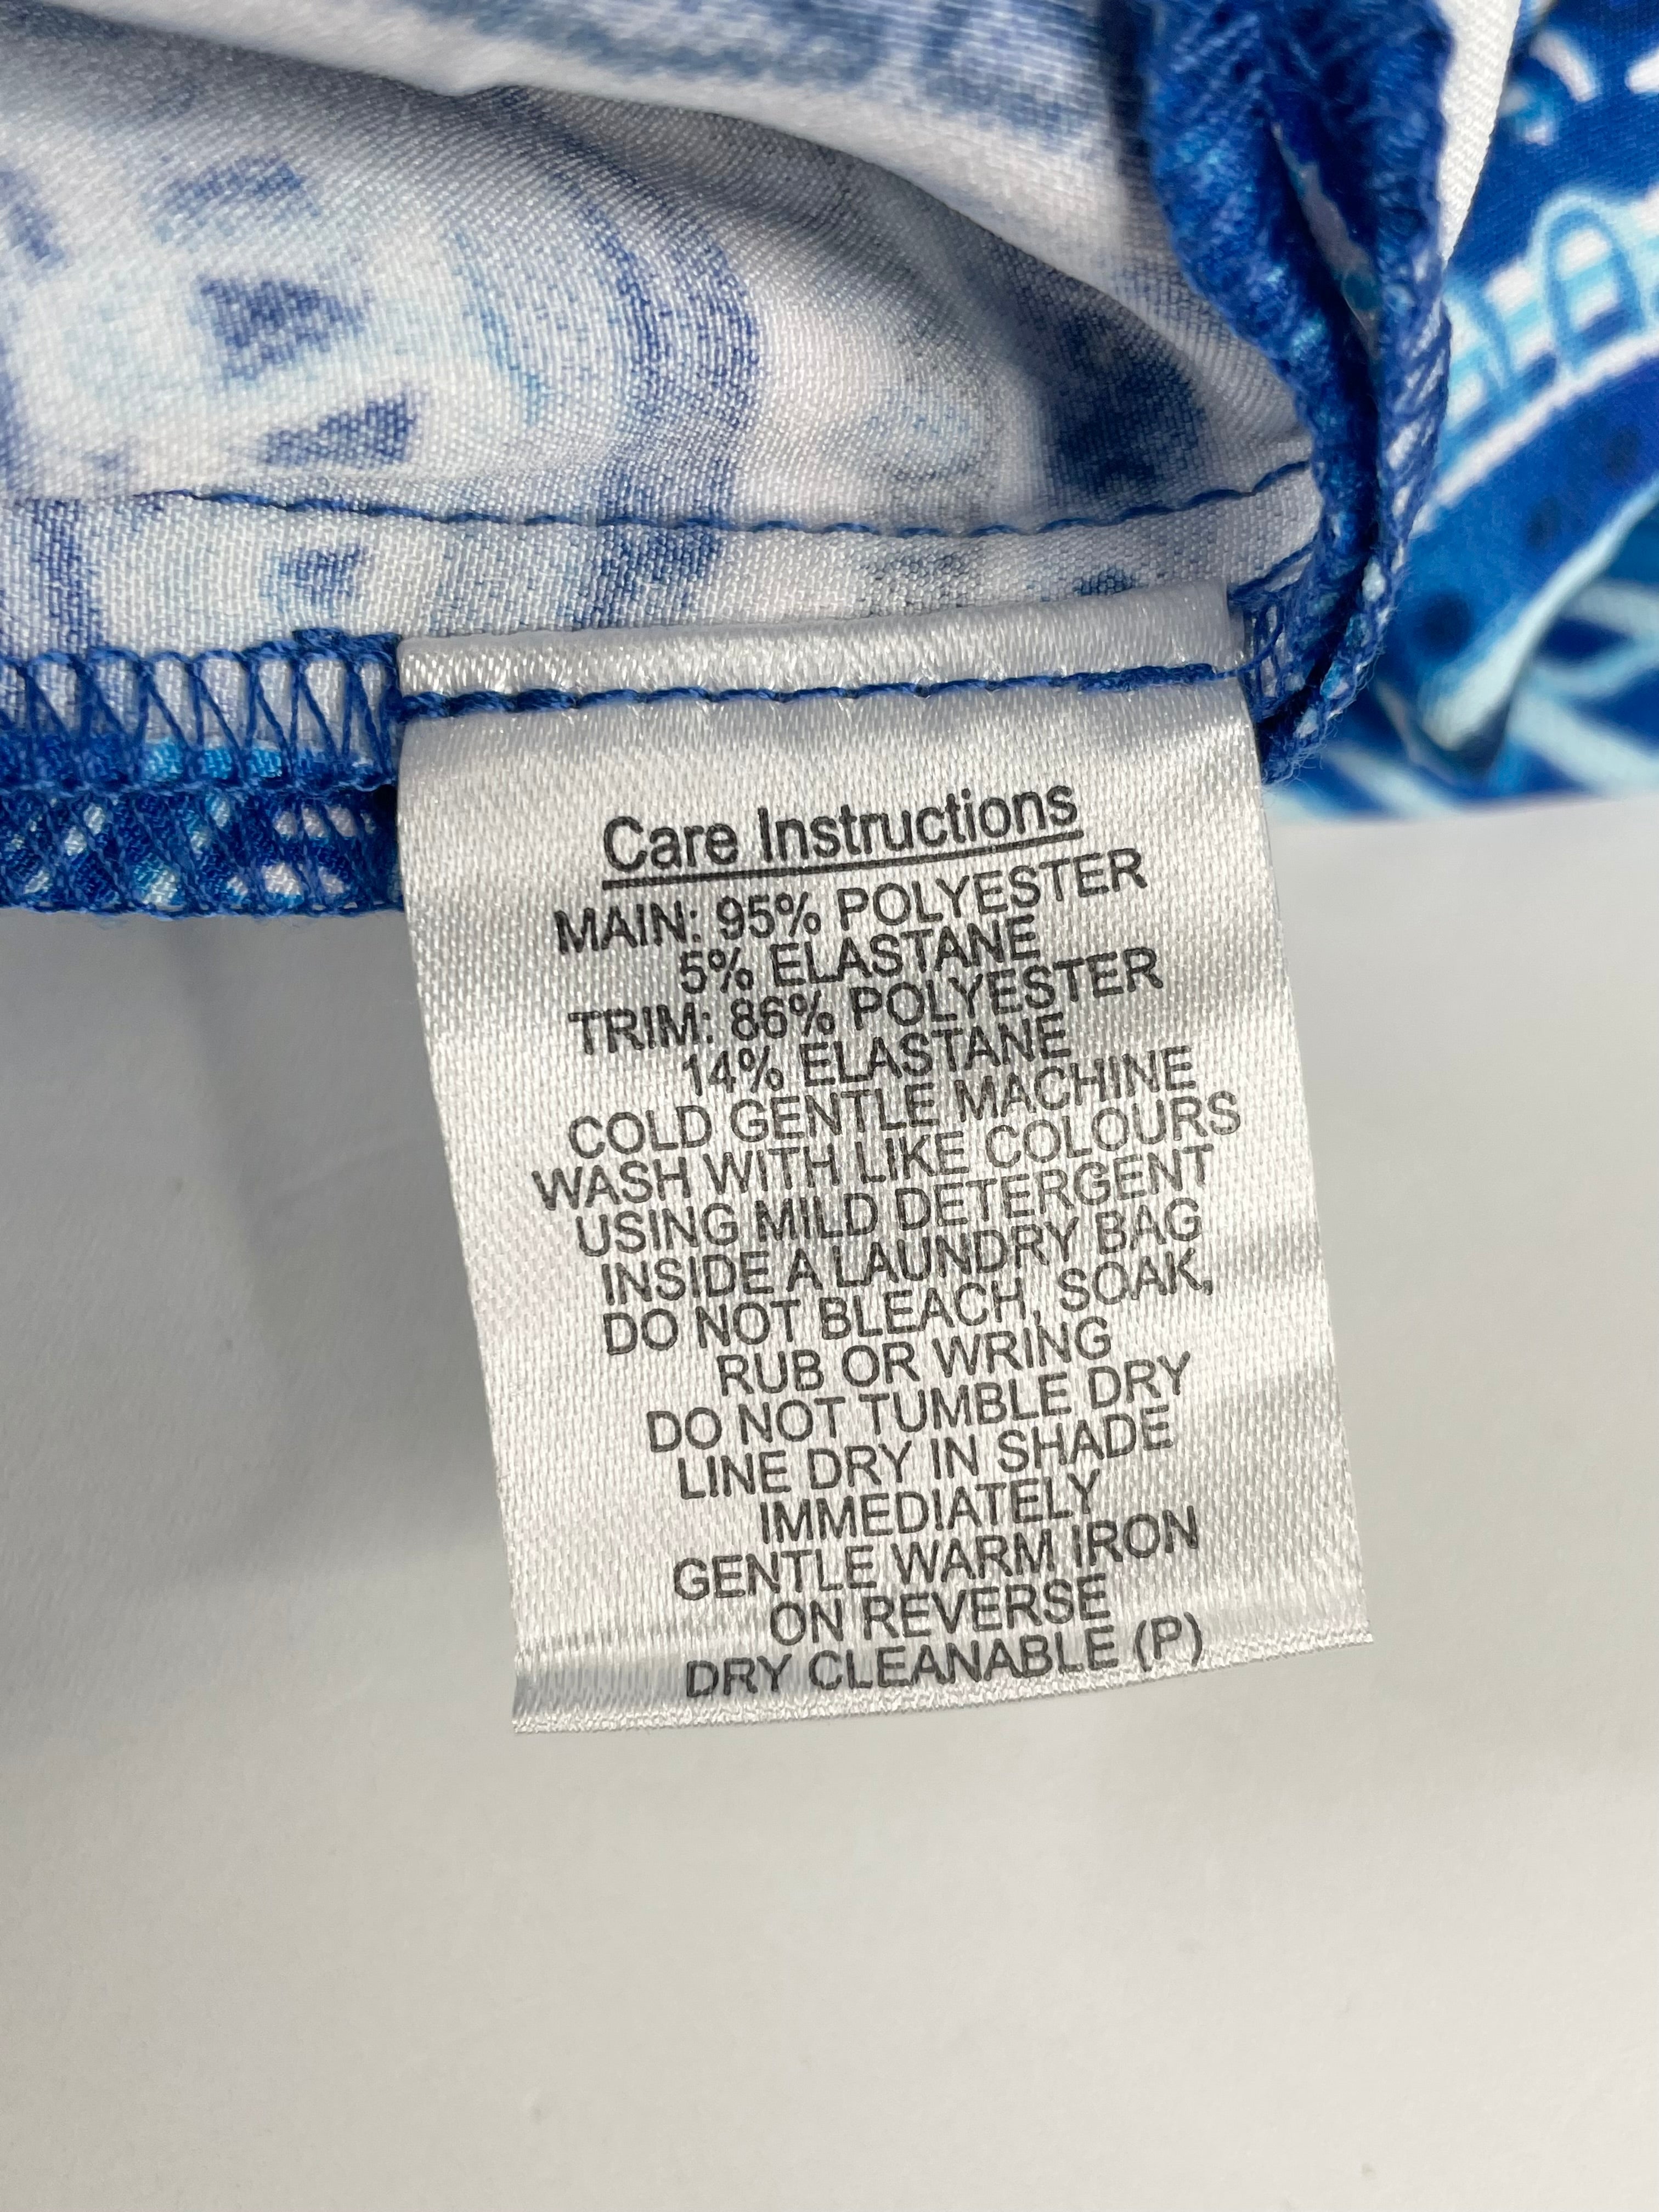 Care Instructions
MAIN: 95% POLYESTER
5% ELASTANE
TRIM: 86% POLYESTER
14% ELASTANE
COLD GENTLE MACHINE
WASH WITH LIKE COLOURS
USING MILD DETERGENT
INSIDE A LAUNDRY BAG
DO NOT BLEACH, SOAK,
RUB OR WRING
DO NOT TUMBLE DRY
LINE DRY IN SHADE
IMMEDIATELY
GENTLE WARM IRON
ON REVERSE
DRY CLEANABLE (P)